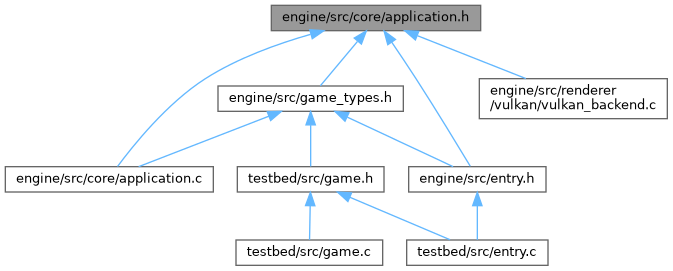 engine/src/core/application.h
engine/src/renderer
/vulkan/vulkan_backend.c
engine/src/game_types.h
engine/src/core/application.c
testbed/src/game.h
engine/src/entry.h
testbed/src/game.c
testbed/src/entry.c